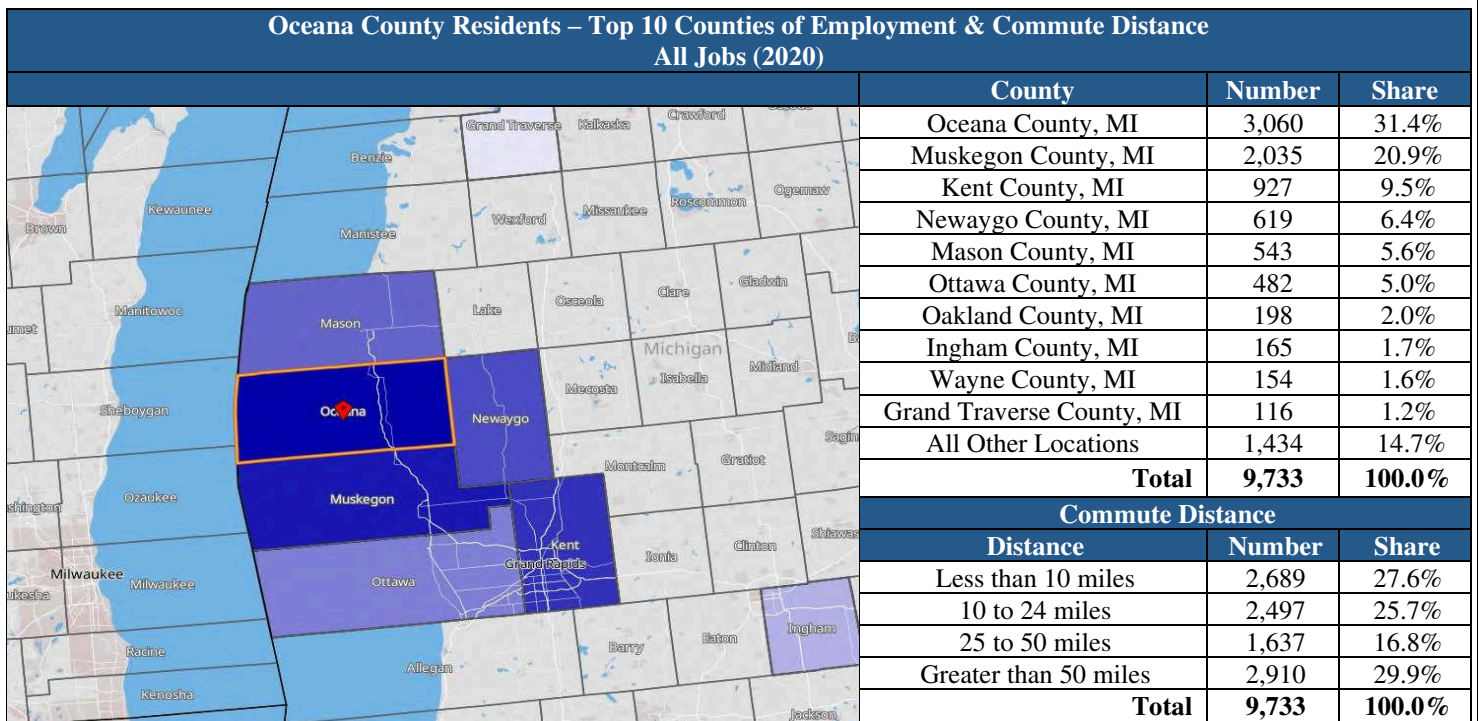 Oceana County Residents – Top 10 Counties of Employment & Commute Distance
All Jobs (2020)
County Number Share
Oceana County, MI 3,060 31.4%
Muskegon County, MI 2,035 20.9%
Kent County, MI 927 9.5%
Newaygo County, MI 619 6.4%
Mason County, MI 543 5.6%
Ottawa County, MI 482 5.0%
Oakland County, MI 198 2.0%
Ingham County, MI 165 1.7%
Wayne County, MI 154 1.6%
Grand Traverse County, MI 116 1.2%
All Other Locations 1,434 14.7%
Total 9,733 100.0%
Commute Distance
Distance Number Share
Less than 10 miles 2,689 27.6%
10 to 24 miles 2,497 25.7%
25 to 50 miles 1,637 16.8%
Greater than 50 miles 2,910 29.9%
Total 9,733 100.0%
Crawford
Grand Traverse Kalkaska
Benzie
Ogemaw
Kewaunee
Missaukee Roscommon
Wexford
Brown
Manistee
Gladwin
Clare
Osceola
Manitowoc
Lake
Mason
Michigan
Midland
Isabella
Mecosta
Sheboygan
Newaygo
Sagin
Gratiot
Montcalm
Ozaukee
Muskegon
shington
Shiawas
Kent
Clinton
Ionia
Grand Rapids
Milwaukee
Milwaukee
Ottawa
ukesha
Ingham
Eaton
Barry
Racine
Allegan
Kenosha
Jackson